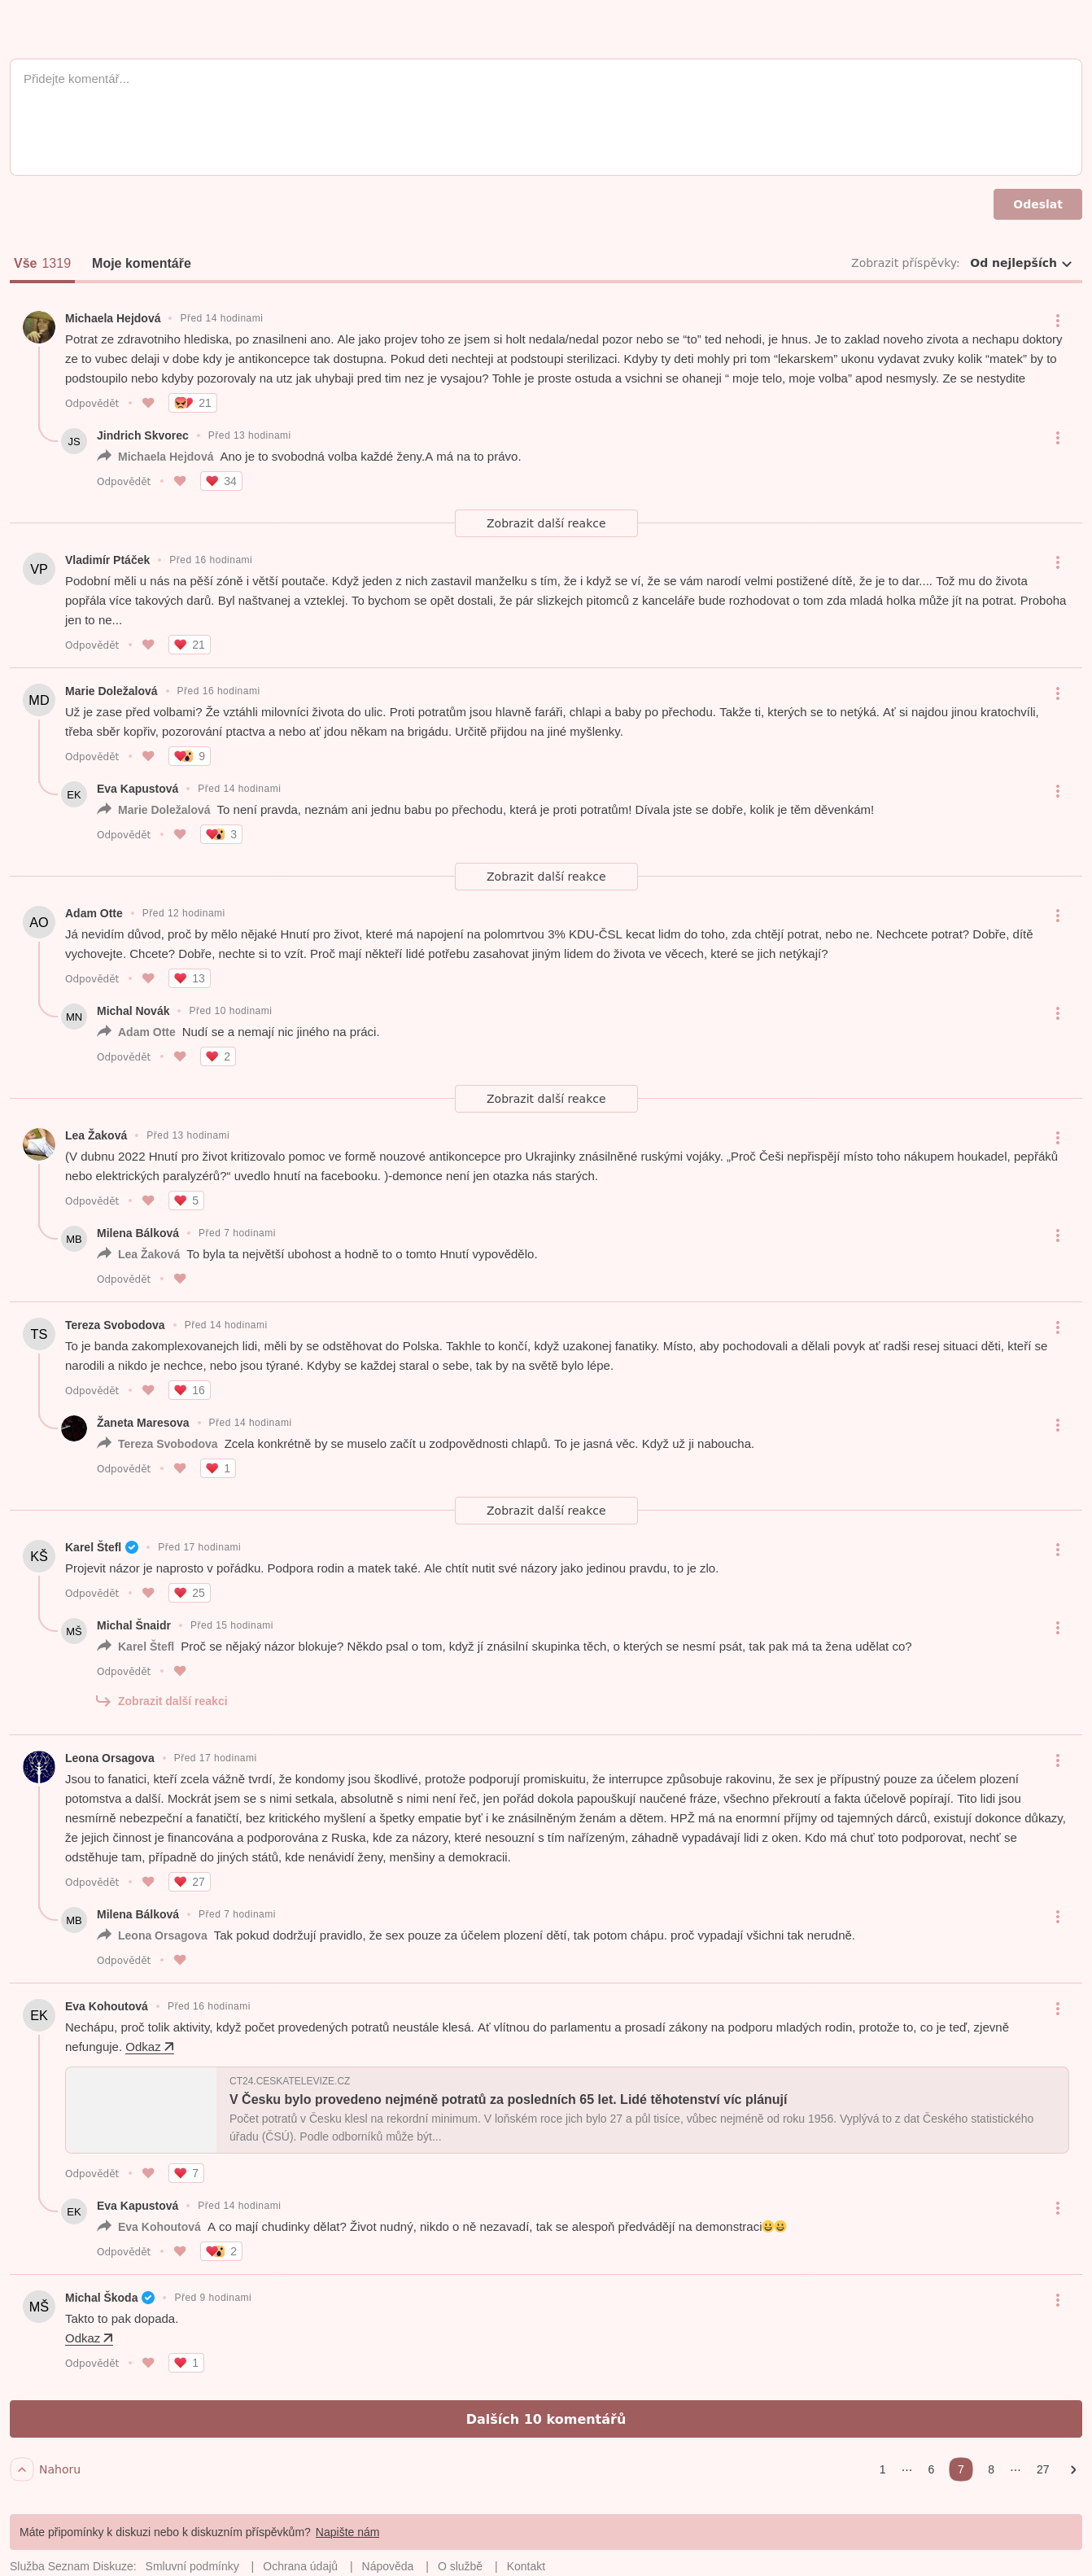 Přidejte komentář...
Odeslat
Vše 1319 Moje komentáře Zobrazit příspěvky: Od nejlepších
Michaela Hejdová • Před 14 hodinami
Potrat ze zdravotniho hlediska, po znasilneni ano. Ale jako projev toho ze jsem si holt nedala/nedal pozor nebo se “to” ted nehodi, je hnus. Je to zaklad noveho zivota a nechapu doktory
ze to vubec delaji v dobe kdy je antikoncepce tak dostupna. Pokud deti nechteji at podstoupi sterilizaci. Kdyby ty deti mohly pri tom “lekarskem” ukonu vydavat zvuky kolik “matek” by to
podstoupilo nebo kdyby pozorovaly na utz jak uhybaji pred tim nez je vysajou? Tohle je proste ostuda a vsichni se ohaneji “ moje telo, moje volba” apod nesmysly. Ze se nestydite
Odpovědět • 21
JS
Jindrich Skvorec • Před 13 hodinami
Michaela Hejdová Ano je to svobodná volba každé ženy.A má na to právo.
Odpovědět • 34
Zobrazit další reakce
VP
Vladimír Ptáček • Před 16 hodinami
Podobní měli u nás na pěší zóně i větší poutače. Když jeden z nich zastavil manželku s tím, že i když se ví, že se vám narodí velmi postižené dítě, že je to dar.... Tož mu do života
popřála více takových darů. Byl naštvanej a vzteklej. To bychom se opět dostali, že pár slizkejch pitomců z kanceláře bude rozhodovat o tom zda mladá holka může jít na potrat. Proboha
jen to ne...
Odpovědět • 21
MD
Marie Doležalová • Před 16 hodinami
Už je zase před volbami? Že vztáhli milovníci života do ulic. Proti potratům jsou hlavně faráři, chlapi a baby po přechodu. Takže ti, kterých se to netýká. Ať si najdou jinou kratochvíli,
třeba sběr kopřiv, pozorování ptactva a nebo ať jdou někam na brigádu. Určitě přijdou na jiné myšlenky.
Odpovědět • 9
EK
Eva Kapustová • Před 14 hodinami
Marie Doležalová To není pravda, neznám ani jednu babu po přechodu, která je proti potratům! Dívala jste se dobře, kolik je těm děvenkám!
Odpovědět • 3
Zobrazit další reakce
AO
Adam Otte • Před 12 hodinami
Já nevidím důvod, proč by mělo nějaké Hnutí pro život, které má napojení na polomrtvou 3% KDU-ČSL kecat lidm do toho, zda chtějí potrat, nebo ne. Nechcete potrat? Dobře, dítě
vychovejte. Chcete? Dobře, nechte si to vzít. Proč mají někteří lidé potřebu zasahovat jiným lidem do života ve věcech, které se jich netýkají?
Odpovědět • 13
MN
Michal Novák • Před 10 hodinami
Adam Otte Nudí se a nemají nic jiného na práci.
Odpovědět • 2
Zobrazit další reakce
Lea Žaková • Před 13 hodinami
(V dubnu 2022 Hnutí pro život kritizovalo pomoc ve formě nouzové antikoncepce pro Ukrajinky znásilněné ruskými vojáky. „Proč Češi nepřispějí místo toho nákupem houkadel, pepřáků
nebo elektrických paralyzérů?“ uvedlo hnutí na facebooku. )-demonce není jen otazka nás starých.
Odpovědět • 5
MB
Milena Bálková • Před 7 hodinami
Lea Žaková To byla ta největší ubohost a hodně to o tomto Hnutí vypovědělo.
Odpovědět •
TS
Tereza Svobodova • Před 14 hodinami
To je banda zakomplexovanejch lidi, měli by se odstěhovat do Polska. Takhle to končí, když uzakonej fanatiky. Místo, aby pochodovali a dělali povyk ať radši resej situaci děti, kteří se
narodili a nikdo je nechce, nebo jsou týrané. Kdyby se každej staral o sebe, tak by na světě bylo lépe.
Odpovědět • 16
Žaneta Maresova • Před 14 hodinami
Tereza Svobodova Zcela konkrétně by se muselo začít u zodpovědnosti chlapů. To je jasná věc. Když už ji naboucha.
Odpovědět • 1
Zobrazit další reakce
KŠ
Karel Štefl • Před 17 hodinami
Projevit názor je naprosto v pořádku. Podpora rodin a matek také. Ale chtít nutit své názory jako jedinou pravdu, to je zlo.
Odpovědět • 25
MŠ
Michal Šnaidr • Před 15 hodinami
Karel Štefl Proč se nějaký názor blokuje? Někdo psal o tom, když jí znásilní skupinka těch, o kterých se nesmí psát, tak pak má ta žena udělat co?
Odpovědět •
Zobrazit další reakci
Leona Orsagova • Před 17 hodinami
Jsou to fanatici, kteří zcela vážně tvrdí, že kondomy jsou škodlivé, protože podporují promiskuitu, že interrupce způsobuje rakovinu, že sex je přípustný pouze za účelem plození
potomstva a další. Mockrát jsem se s nimi setkala, absolutně s nimi není řeč, jen pořád dokola papouškují naučené fráze, všechno překroutí a fakta účelově popírají. Tito lidi jsou
nesmírně nebezpeční a fanatičtí, bez kritického myšlení a špetky empatie byť i ke znásilněným ženám a dětem. HPŽ má na enormní příjmy od tajemných dárců, existují dokonce důkazy,
že jejich činnost je financována a podporována z Ruska, kde za názory, které nesouzní s tím nařízeným, záhadně vypadávají lidi z oken. Kdo má chuť toto podporovat, nechť se
odstěhuje tam, případně do jiných států, kde nenávidí ženy, menšiny a demokracii.
Odpovědět • 27
MB
Milena Bálková • Před 7 hodinami
Leona Orsagova Tak pokud dodržují pravidlo, že sex pouze za účelem plození dětí, tak potom chápu. proč vypadají všichni tak nerudně.
Odpovědět •
EK
Eva Kohoutová • Před 16 hodinami
Nechápu, proč tolik aktivity, když počet provedených potratů neustále klesá. Ať vlítnou do parlamentu a prosadí zákony na podporu mladých rodin, protože to, co je teď, zjevně
nefunguje. Odkaz
CT24.CESKATELEVIZE.CZ
V Česku bylo provedeno nejméně potratů za posledních 65 let. Lidé těhotenství víc plánují
Počet potratů v Česku klesl na rekordní minimum. V loňském roce jich bylo 27 a půl tisíce, vůbec nejméně od roku 1956. Vyplývá to z dat Českého statistického
úřadu (ČSÚ). Podle odborníků může být...
Odpovědět • 7
EK
Eva Kapustová • Před 14 hodinami
Eva Kohoutová A co mají chudinky dělat? Život nudný, nikdo o ně nezavadí, tak se alespoň předvádějí na demonstraci😀😀
Odpovědět • 2
MŠ
Michal Škoda • Před 9 hodinami
Takto to pak dopada.
Odkaz
Odpovědět • 1
Dalších 10 komentářů
Nahoru 1 ⋯ 6 7 8 ⋯ 27
Máte připomínky k diskuzi nebo k diskuzním příspěvkům? Napište nám
Služba Seznam Diskuze: Smluvní podmínky | Ochrana údajů | Nápověda | O službě | Kontakt